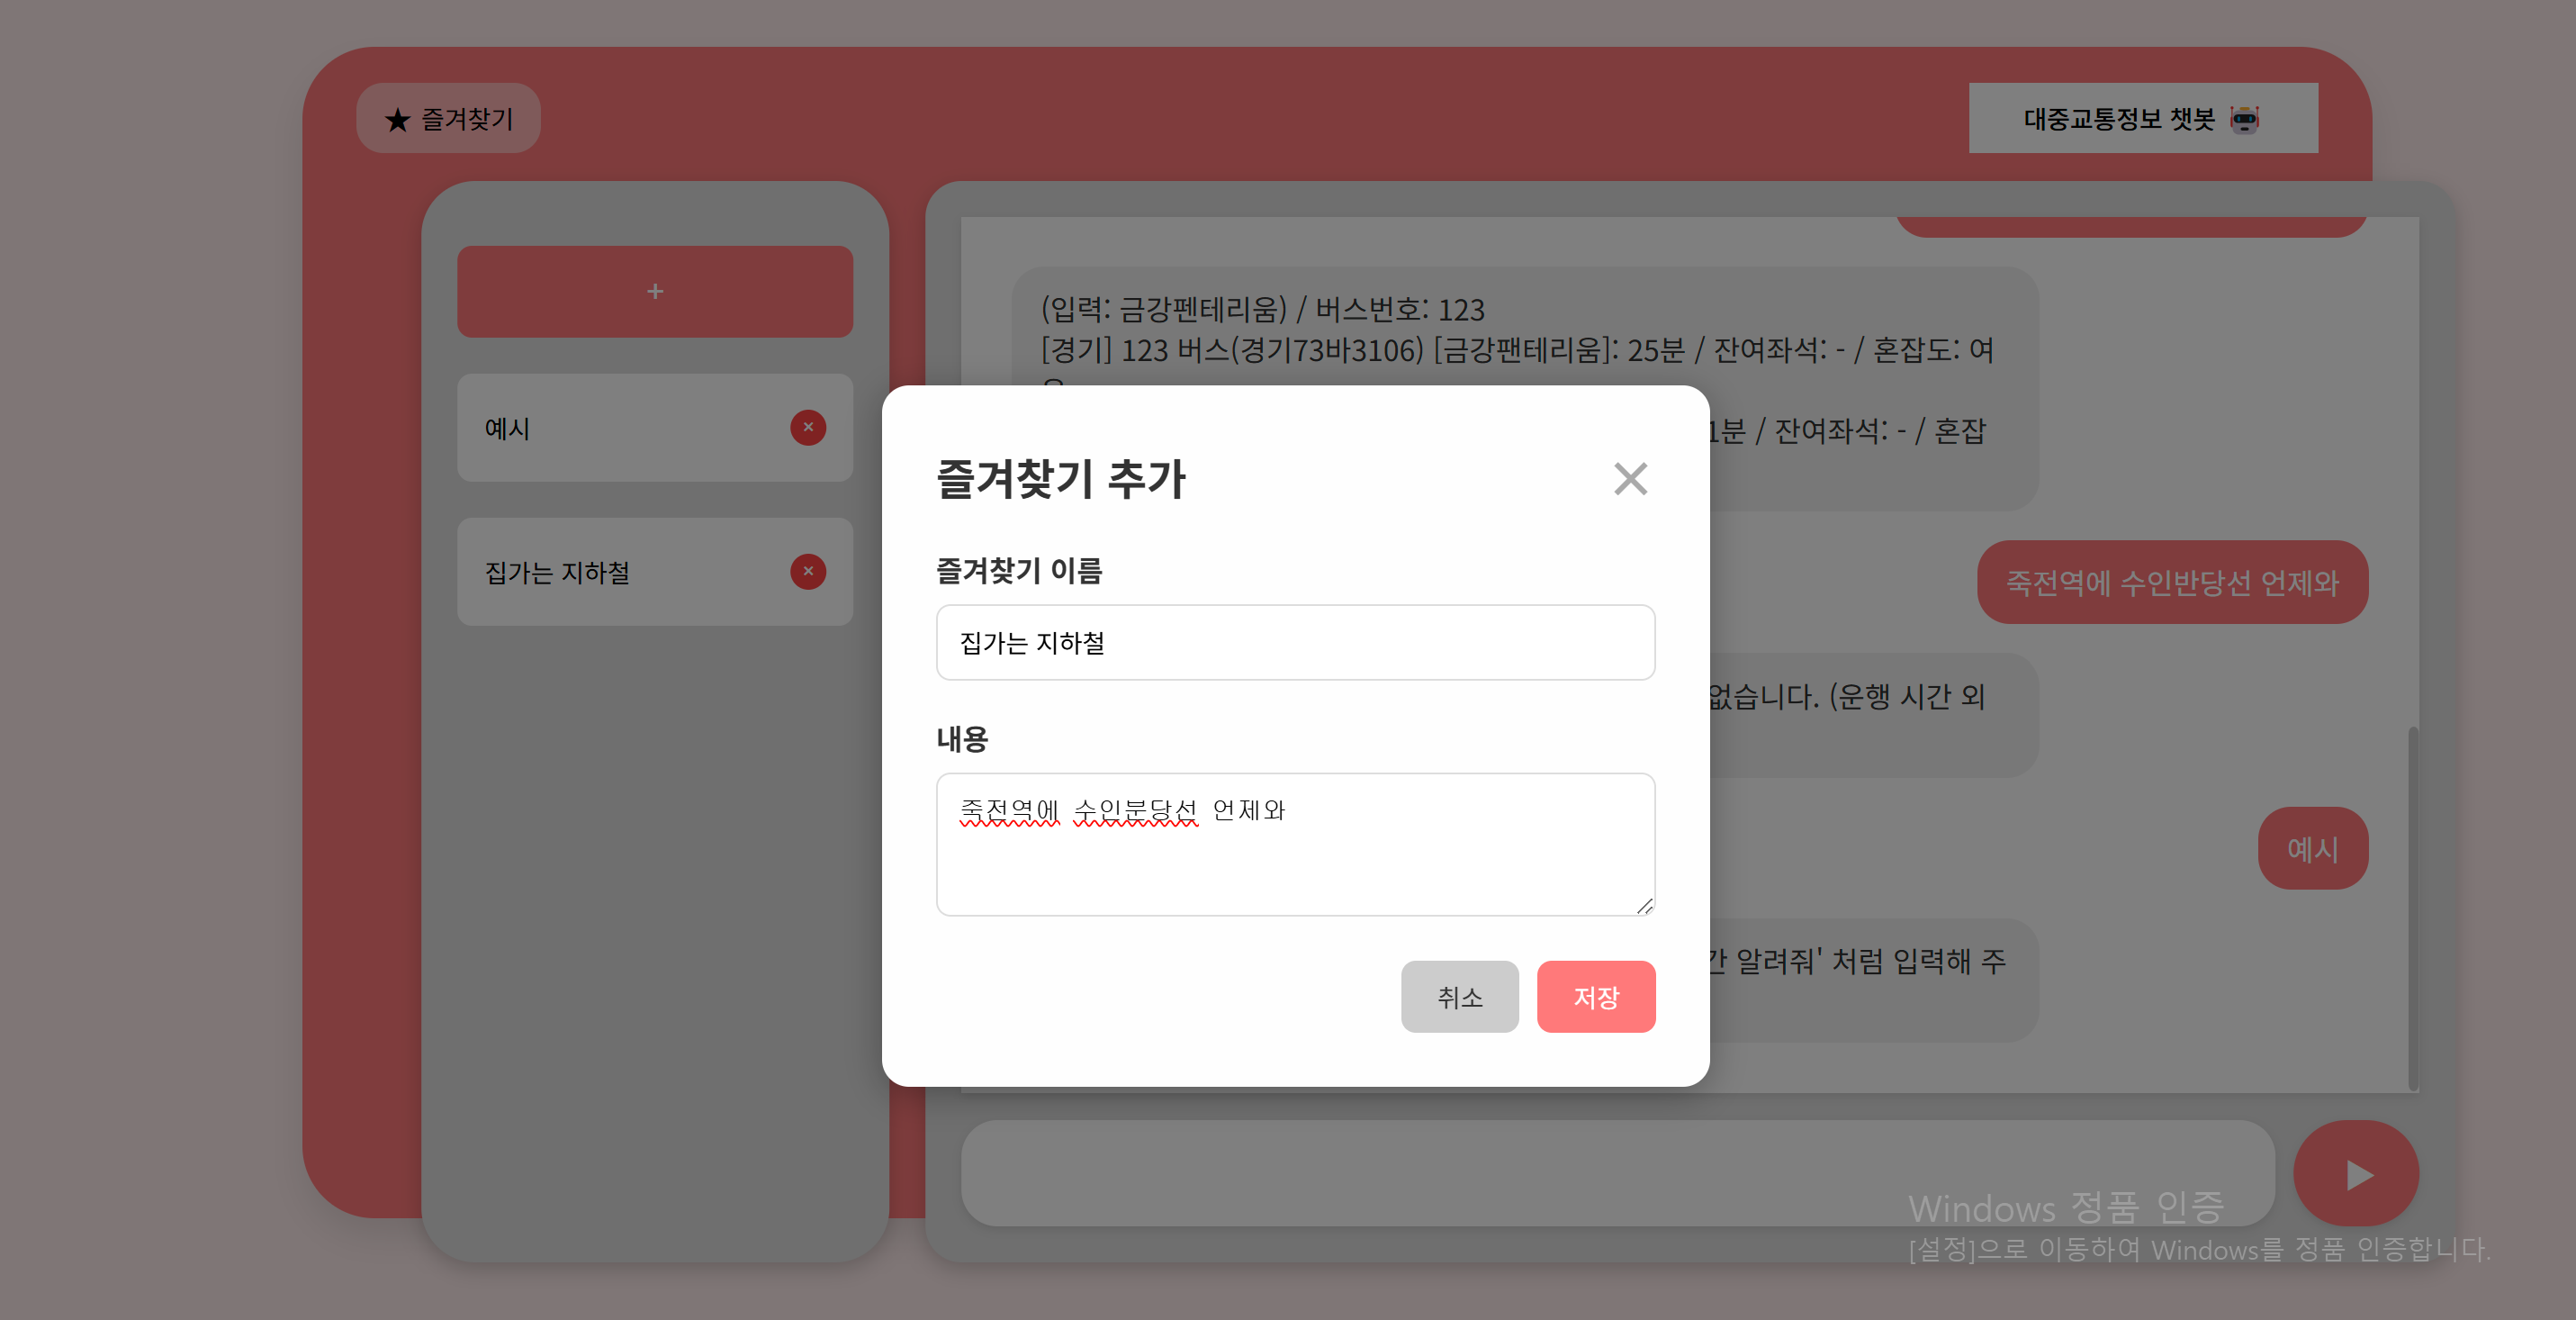 ★ 즐겨찾기
대중교통정보 챗봇
+
예시
×
집가는 지하철
×
(입력: 금강펜테리움) / 버스번호: 123
[경기] 123 버스(경기73바3106) [금강팬테리움]: 25분 / 잔여좌석: - / 혼잡도: 여
1분 / 잔여좌석: - / 혼잡
죽전역에 수인반당선 언제와
없습니다. (운행 시간 외
예시
알려줘' 처럼 입력해 주
즐겨찾기 추가
×
즐겨찾기 이름
집가는 지하철
내용
죽전역에 수인분당선 언제와
취소
저장
Windows 정품 인증
[설정]으로 이동하여 Windows를 정품 인증합니다.